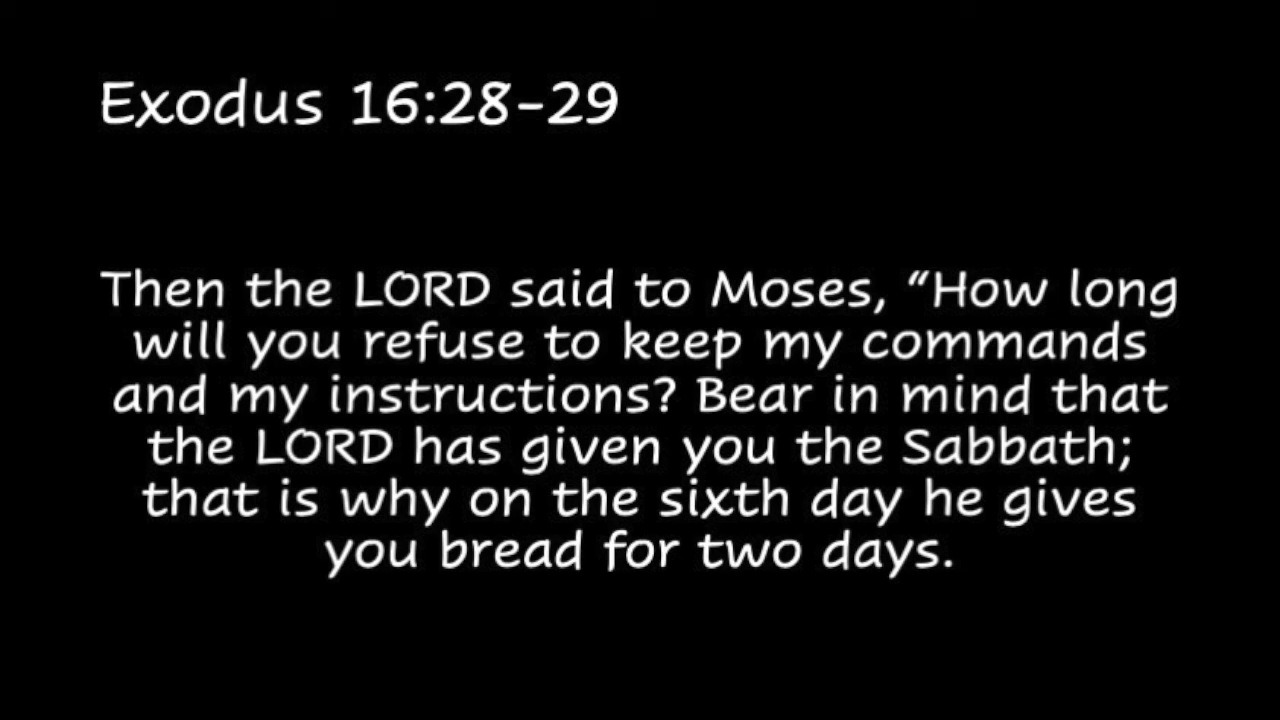 Exodus 16:28-29
Then the LORD said to Moses, “How long
will you refuse to keep my commands
and my instructions? Bear in mind that
the LORD has given you the Sabbath;
that is why on the sixth day he gives
you bread for two days.